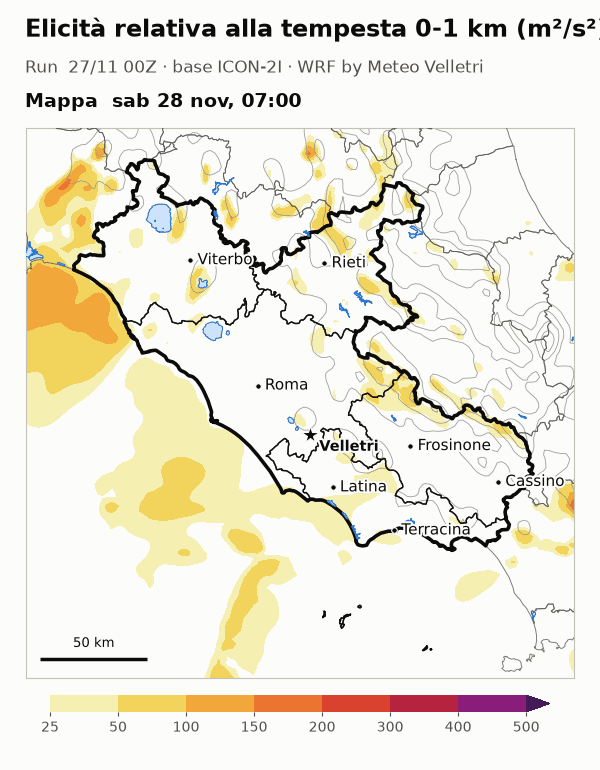 Elicità relativa alla tempesta 0-1 km (m²/s²)
Run 27/11 00Z · base ICON-2I · WRF by Meteo Velletri
Mappa sab 28 nov, 07:00
Viterbo
Rieti
Roma
Velletri
Frosinone
Cassino
Latina
Terracina
50 km
25 50 100 150 200 300 400 500